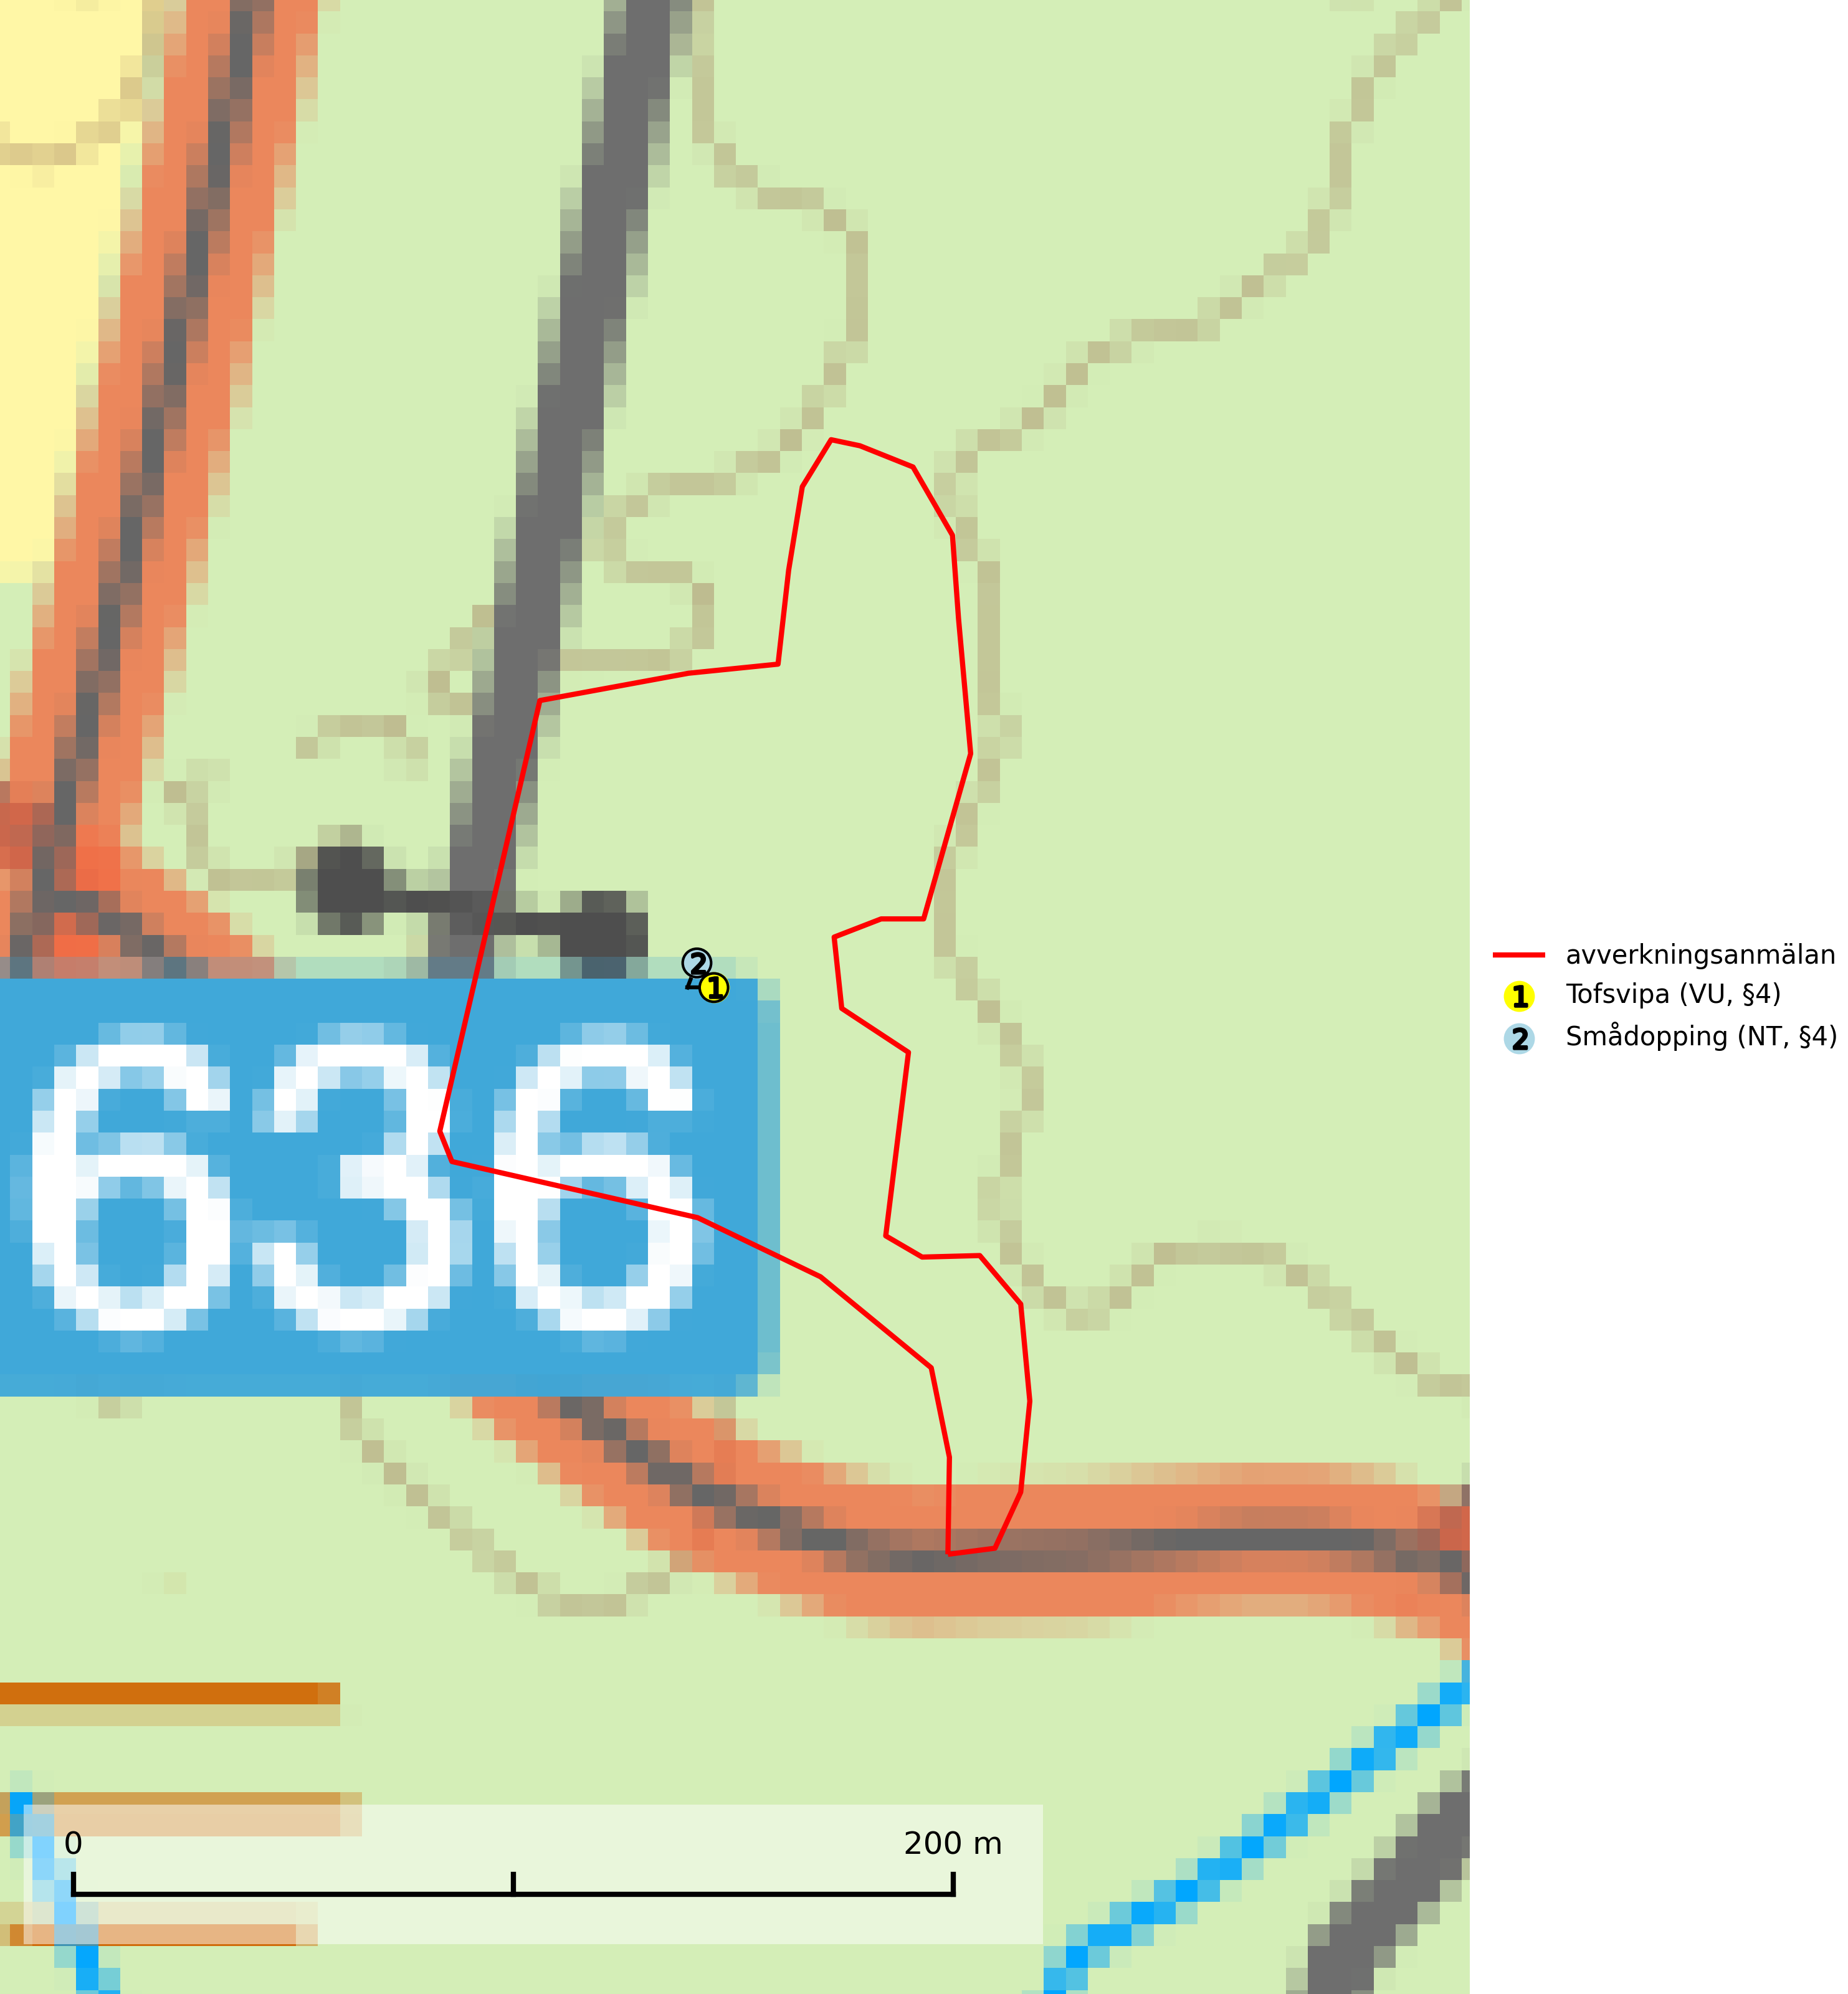 2
1
636
avverkningsanmälan
1 Tofsvipa (VU, §4)
2 Smådopping (NT, §4)
0 200 m